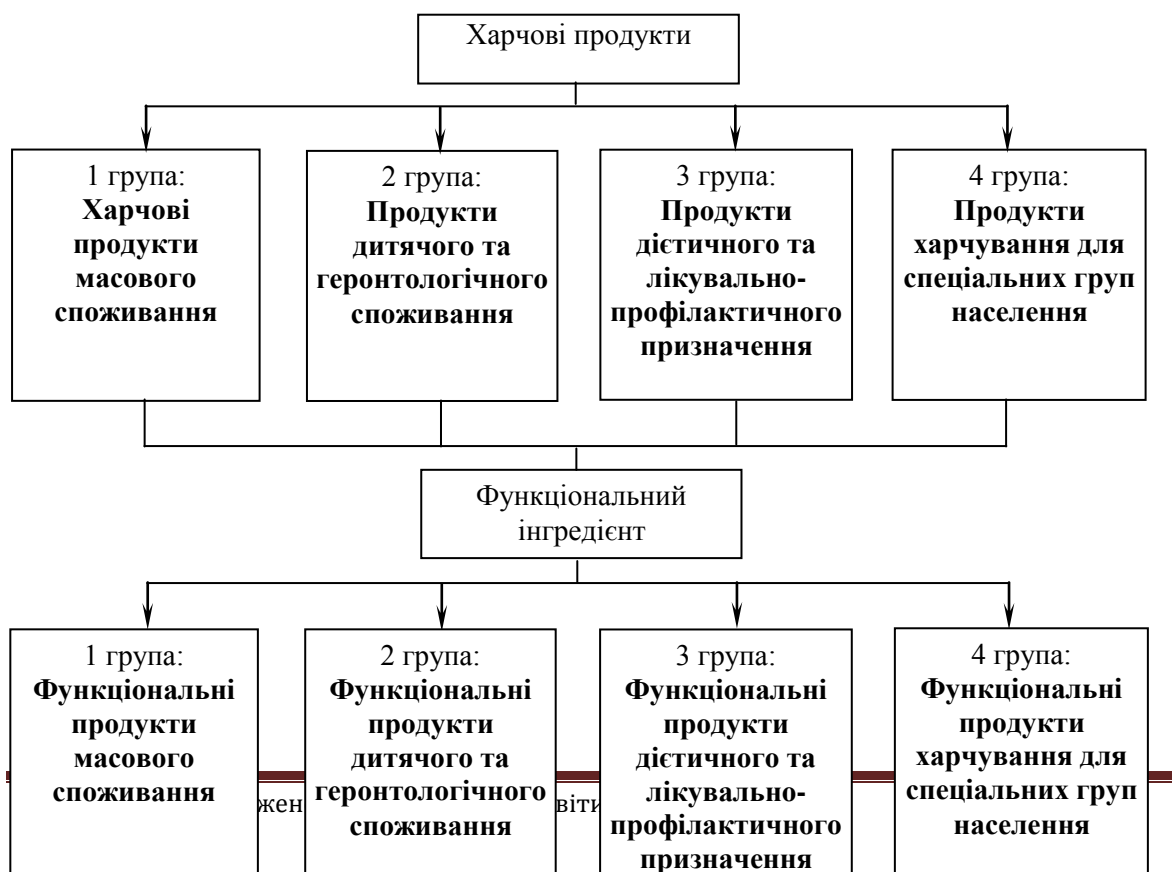 Харчові продукти
1 група:
Харчові
продукти
масового
споживання
2 група:
Продукти
дитячого та
геронтологічного
споживання
3 група:
Продукти
дієтичного та
лікувально-
профілактичного
призначення
4 група:
Продукти
харчування для
спеціальних груп
населення
Функціональний
інгредієнт
1 група:
Функціональні
продукти
масового
споживання
2 група:
Функціональні
продукти
дитячого та
геронтологічного
споживання
3 група:
Функціональні
продукти
дієтичного та
лікувально-
профілактичного
призначення
4 група:
Функціональні
продукти
харчування для
спеціальних груп
населення